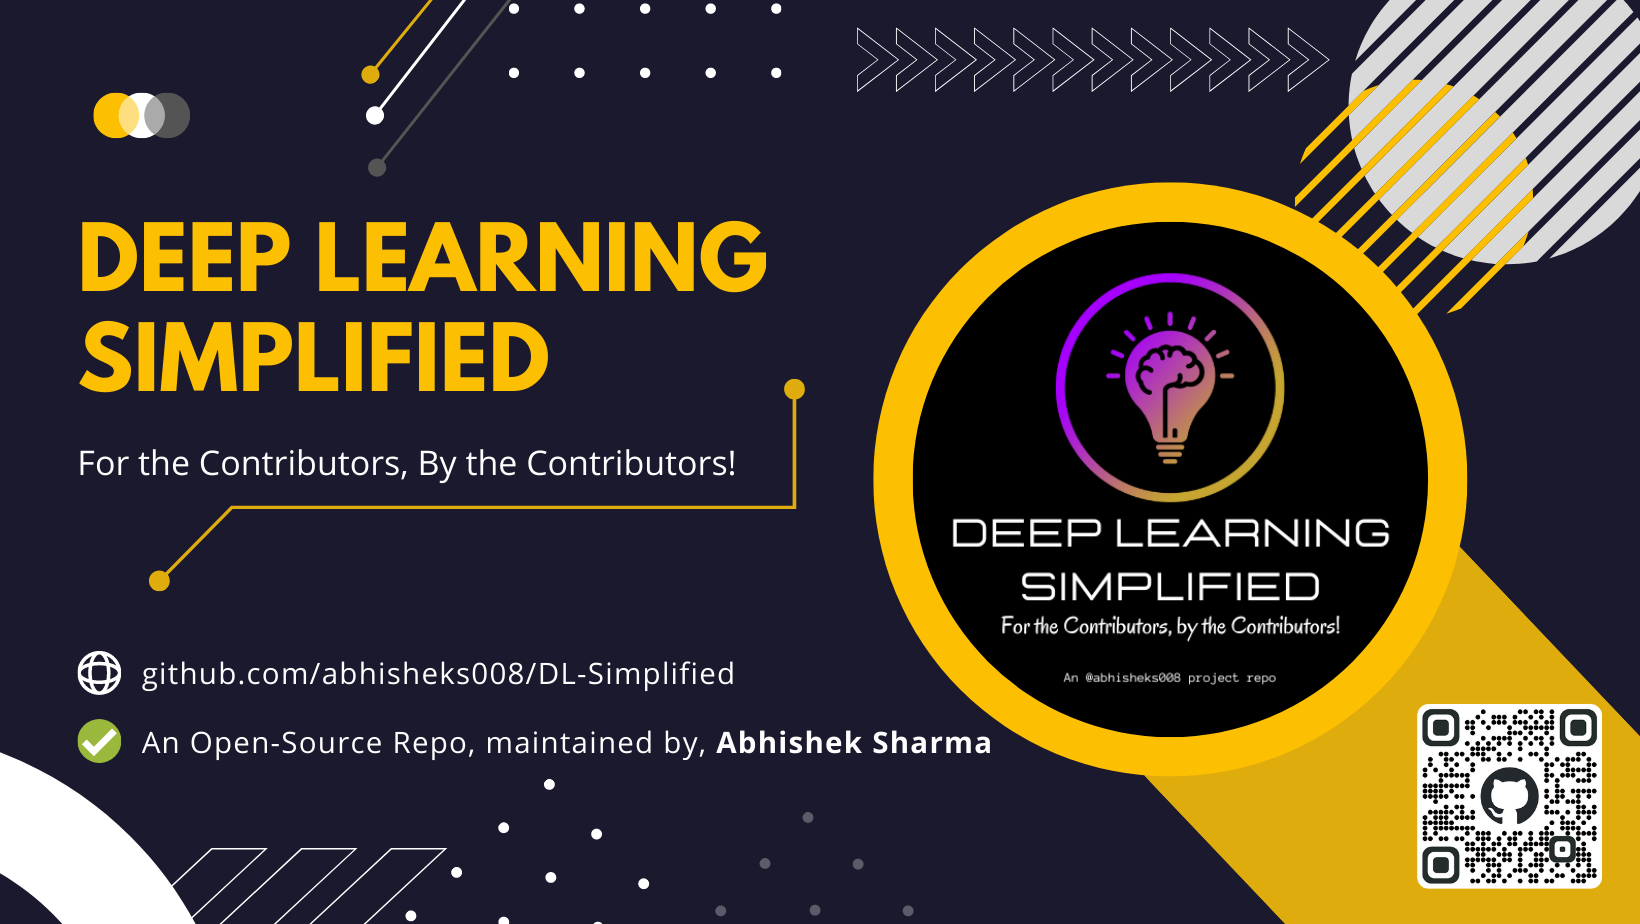 DEEP LEARNING
SIMPLIFIED
For the Contributors, By the Contributors!
github.com/abhisheks008/DL-Simplified
An Open-Source Repo, maintained by, Abhishek Sharma
DEEP LEARNING
SIMPLIFIED
For the Contributors, by the Contributors!
An @abhisheks008 project repo